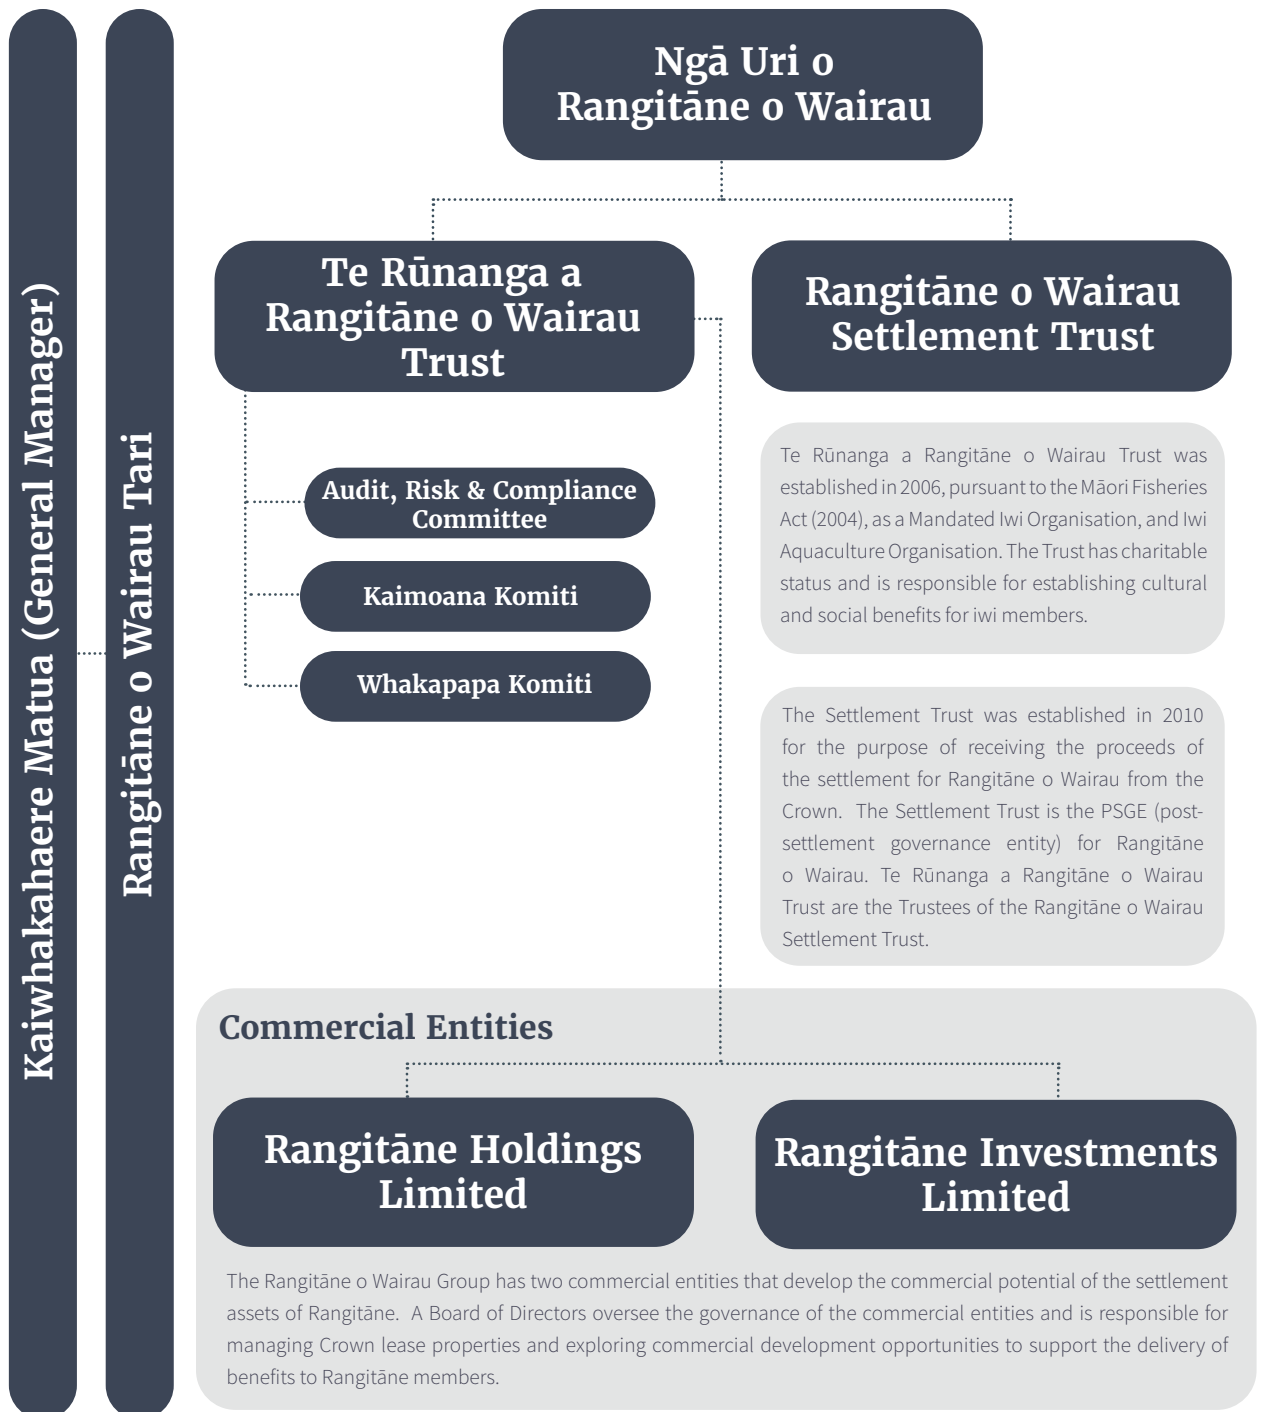 Kaiwhakahaere Matua (General Manager)
Rangitāne o Wairau Tari
Ngā Uri o
Rangitāne o Wairau
Te Rūnanga a
Rangitāne o Wairau
Trust
Rangitāne o Wairau
Settlement Trust
Audit, Risk & Compliance
Committee
Kaimoana Komiti
Whakapapa Komiti
Te Rūnanga a Rangitāne o Wairau Trust was
established in 2006, pursuant to the Māori Fisheries
Act (2004), as a Mandated Iwi Organisation, and Iwi
Aquaculture Organisation. The Trust has charitable
status and is responsible for establishing cultural
and social benefits for iwi members.
The Settlement Trust was established in 2010
for the purpose of receiving the proceeds of
the settlement for Rangitāne o Wairau from the
Crown. The Settlement Trust is the PSGE (post-
settlement governance entity) for Rangitāne
o Wairau. Te Rūnanga a Rangitāne o Wairau
Trust are the Trustees of the Rangitāne o Wairau
Settlement Trust.
Commercial Entities
Rangitāne Holdings
Limited
Rangitāne Investments
Limited
The Rangitāne o Wairau Group has two commercial entities that develop the commercial potential of the settlement
assets of Rangitāne. A Board of Directors oversee the governance of the commercial entities and is responsible for
managing Crown lease properties and exploring commercial development opportunities to support the delivery of
benefits to Rangitāne members.